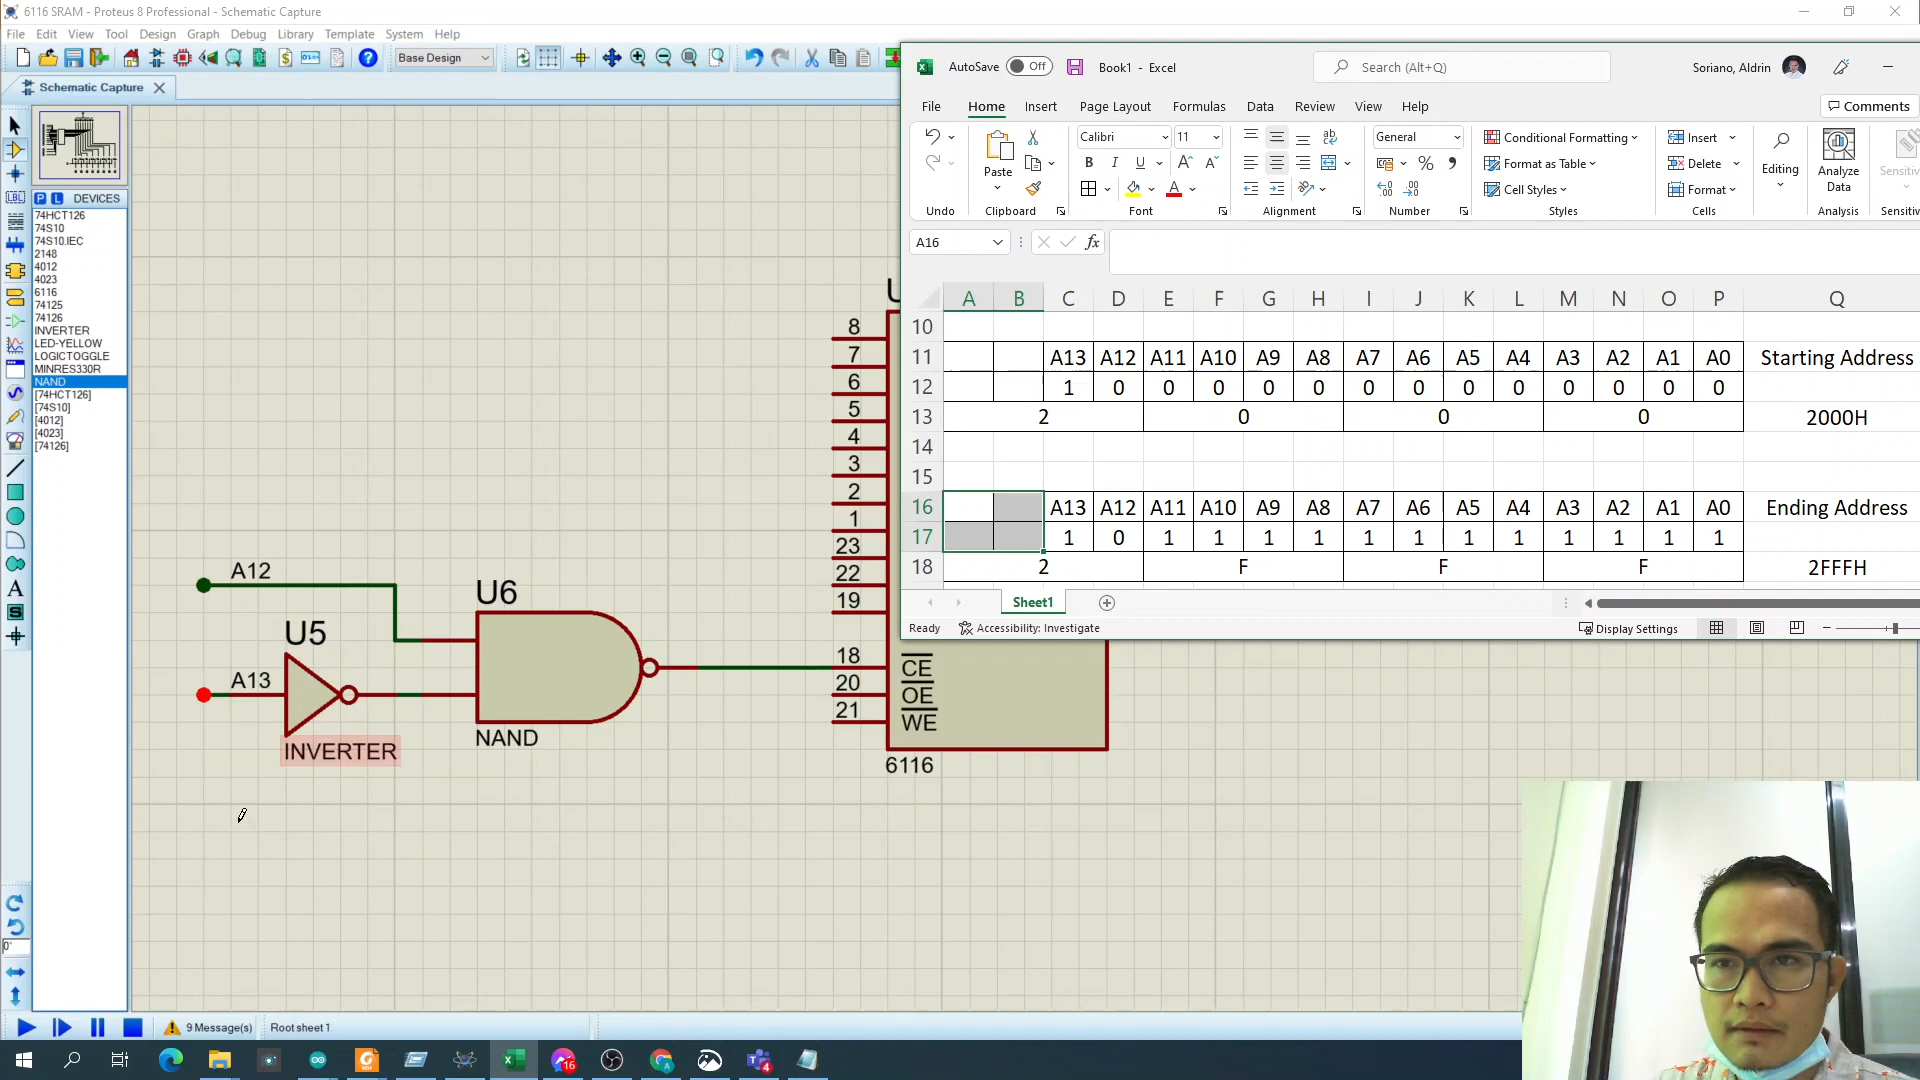 6116 SRAM - Proteus 8 Professional - Schematic Capture
File Edit View Tool Design Graph Debug Library Template System Help
Base Design
Schematic Capture
P L DEVICES
74HCT126
74S10
74S10.IEC
2148
4012
4023
6116
74125
74126
INVERTER
LED-YELLOW
LOGICTOGGLE
MINRES330R
NAND
[74HCT126]
[74S10]
[4012]
[4023]
[74126]
LBL
A
S
0°
A12
U5
A13
INVERTER
U6
NAND
U
8
7
6
5
4
3
2
1
23
22
19
18 CE
20 OE
21 WE
6116
AutoSave Off Book1 - Excel Search (Alt+Q) Soriano, Aldrin
File Home Insert Page Layout Formulas Data Review View Help Comments
Paste Calibri 11 General Conditional Formatting Insert Editing Analyze Data
B I U A A A % Format as Table Delete
Cell Styles Format
Undo Clipboard Font Alignment Number Styles Cells Analysis
A16 fx
A B C D E F G H I J K L M N O P Q
10
11 A13 A12 A11 A10 A9 A8 A7 A6 A5 A4 A3 A2 A1 A0 Starting Address
12 1 0 0 0 0 0 0 0 0 0 0 0 0 0
13 2 0 0 0 2000H
14
15
16 A13 A12 A11 A10 A9 A8 A7 A6 A5 A4 A3 A2 A1 A0 Ending Address
17 1 0 1 1 1 1 1 1 1 1 1 1 1 1
18 2 F F F 2FFFH
Sheet1
Ready Accessibility: Investigate Display Settings
9 Message(s) Root sheet 1
16
4